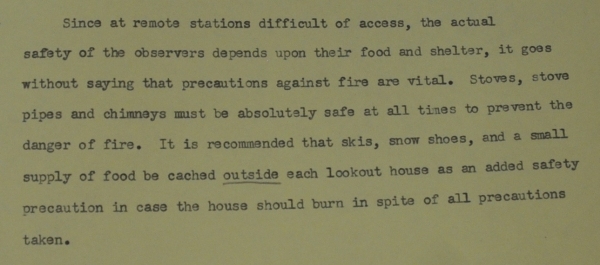 Since at remote stations difficult of access, the actual
safety of the observers depends upon their food and shelter, it goes
without saying that precautions against fire are vital. Stoves, stove
pipes and chimneys must be absolutely safe at all times to prevent the
danger of fire. It is recommended that skis, snow shoes, and a small
supply of food be cached outside each lookout house as an added safety
precaution in case the house should burn in spite of all precautions
taken.